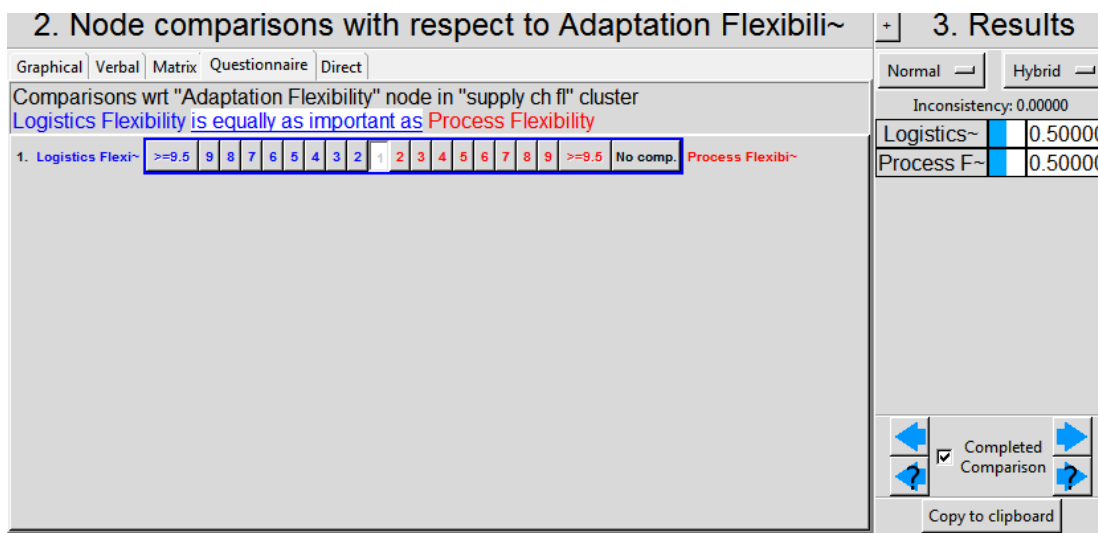 2. Node comparisons with respect to Adaptation Flexibili~
+ 3. Results
Graphical Verbal Matrix Questionnaire Direct
Comparisons wrt "Adaptation Flexibility" node in "supply ch fl" cluster
Logistics Flexibility is equally as important as Process Flexibility
1. Logistics Flexi~ >=9.5 9 8 7 6 5 4 3 2 1 2 3 4 5 6 7 8 9 >=9.5 No comp. Process Flexibi~
Normal Hybrid
Inconsistency: 0.00000
Logistics~ 0.50000
Process F~ 0.50000
Completed
Comparison
? ?
Copy to clipboard